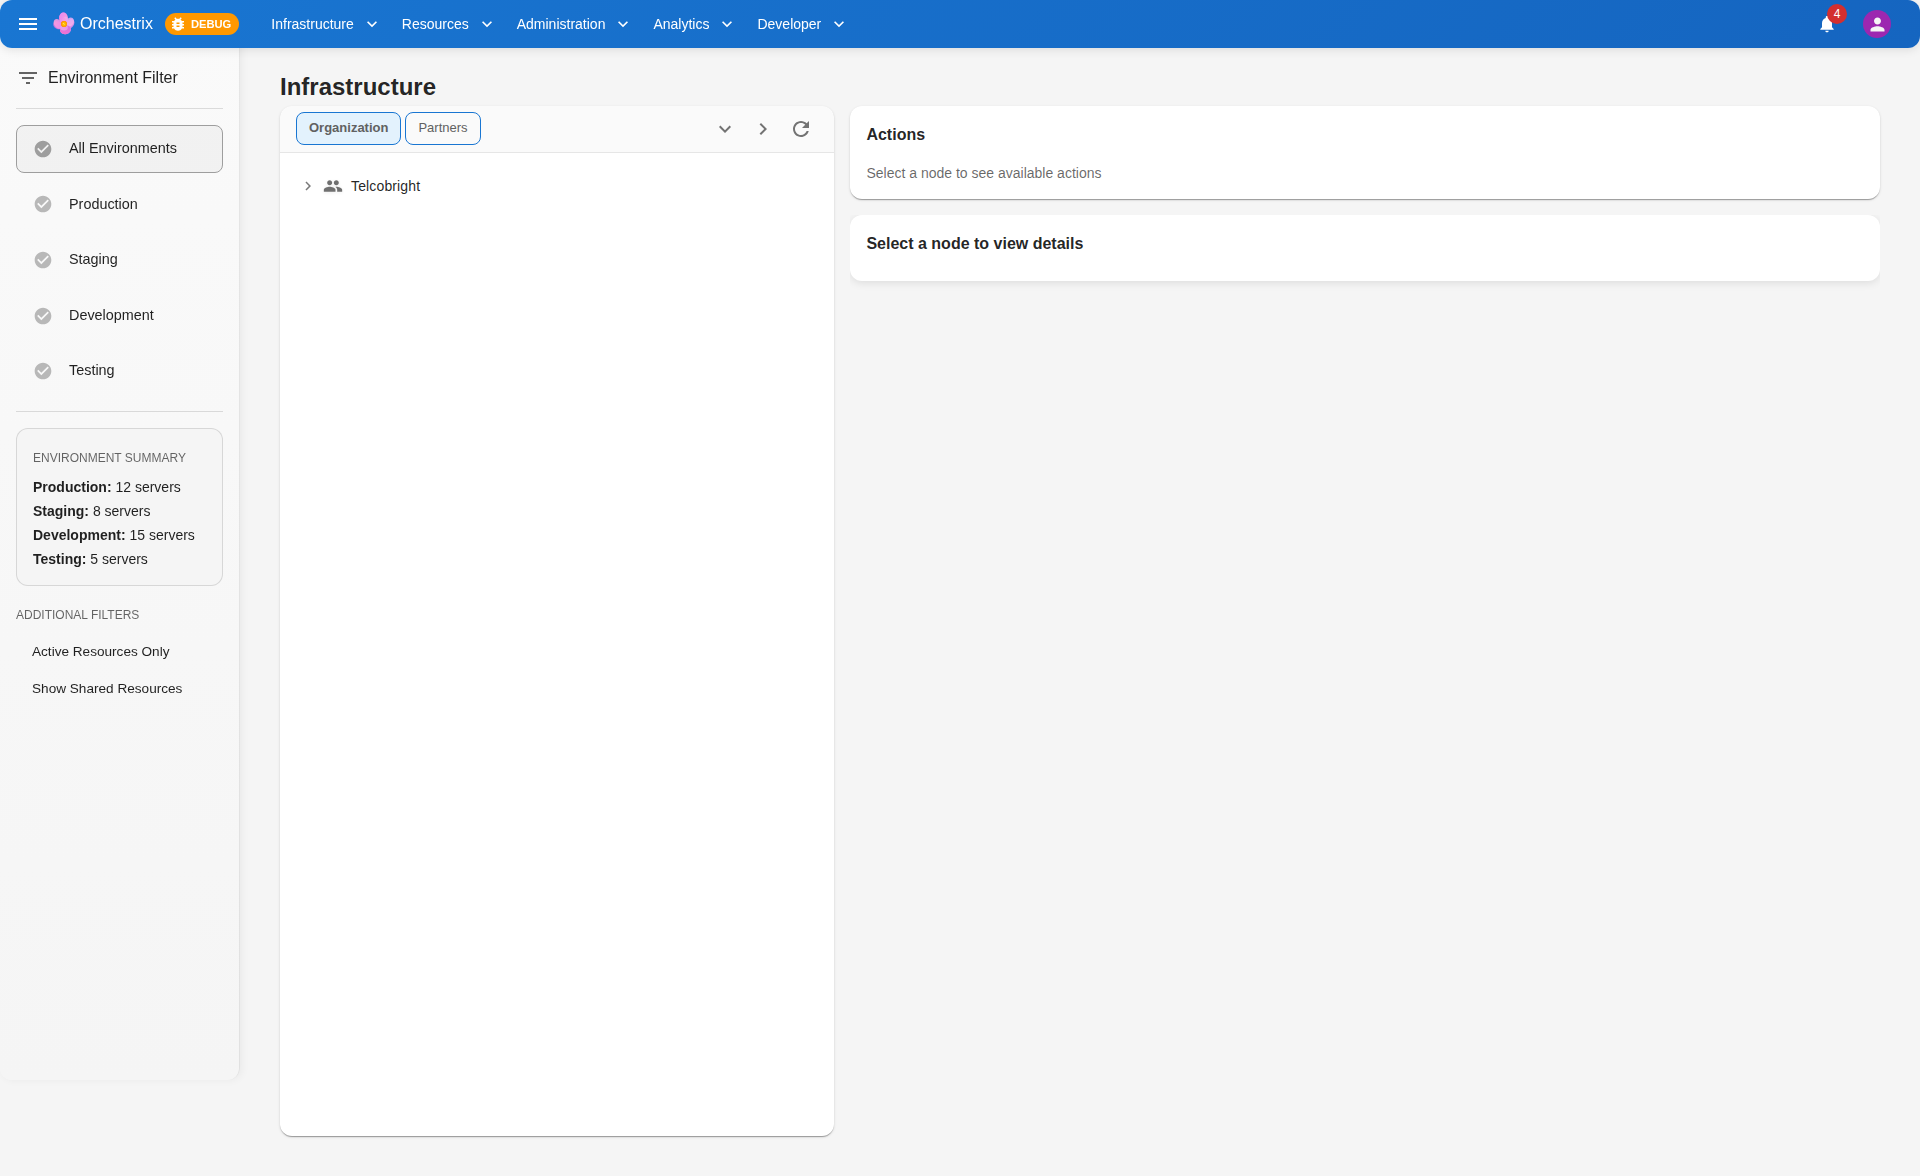 Orchestrix
DEBUG
Infrastructure
Resources
Administration
Analytics
Developer
4
Environment Filter
All Environments
Production
Staging
Development
Testing
ENVIRONMENT SUMMARY
Production: 12 servers
Staging: 8 servers
Development: 15 servers
Testing: 5 servers
ADDITIONAL FILTERS
Active Resources Only
Show Shared Resources
Infrastructure
Organization
Partners
Telcobright
Actions
Select a node to see available actions
Select a node to view details